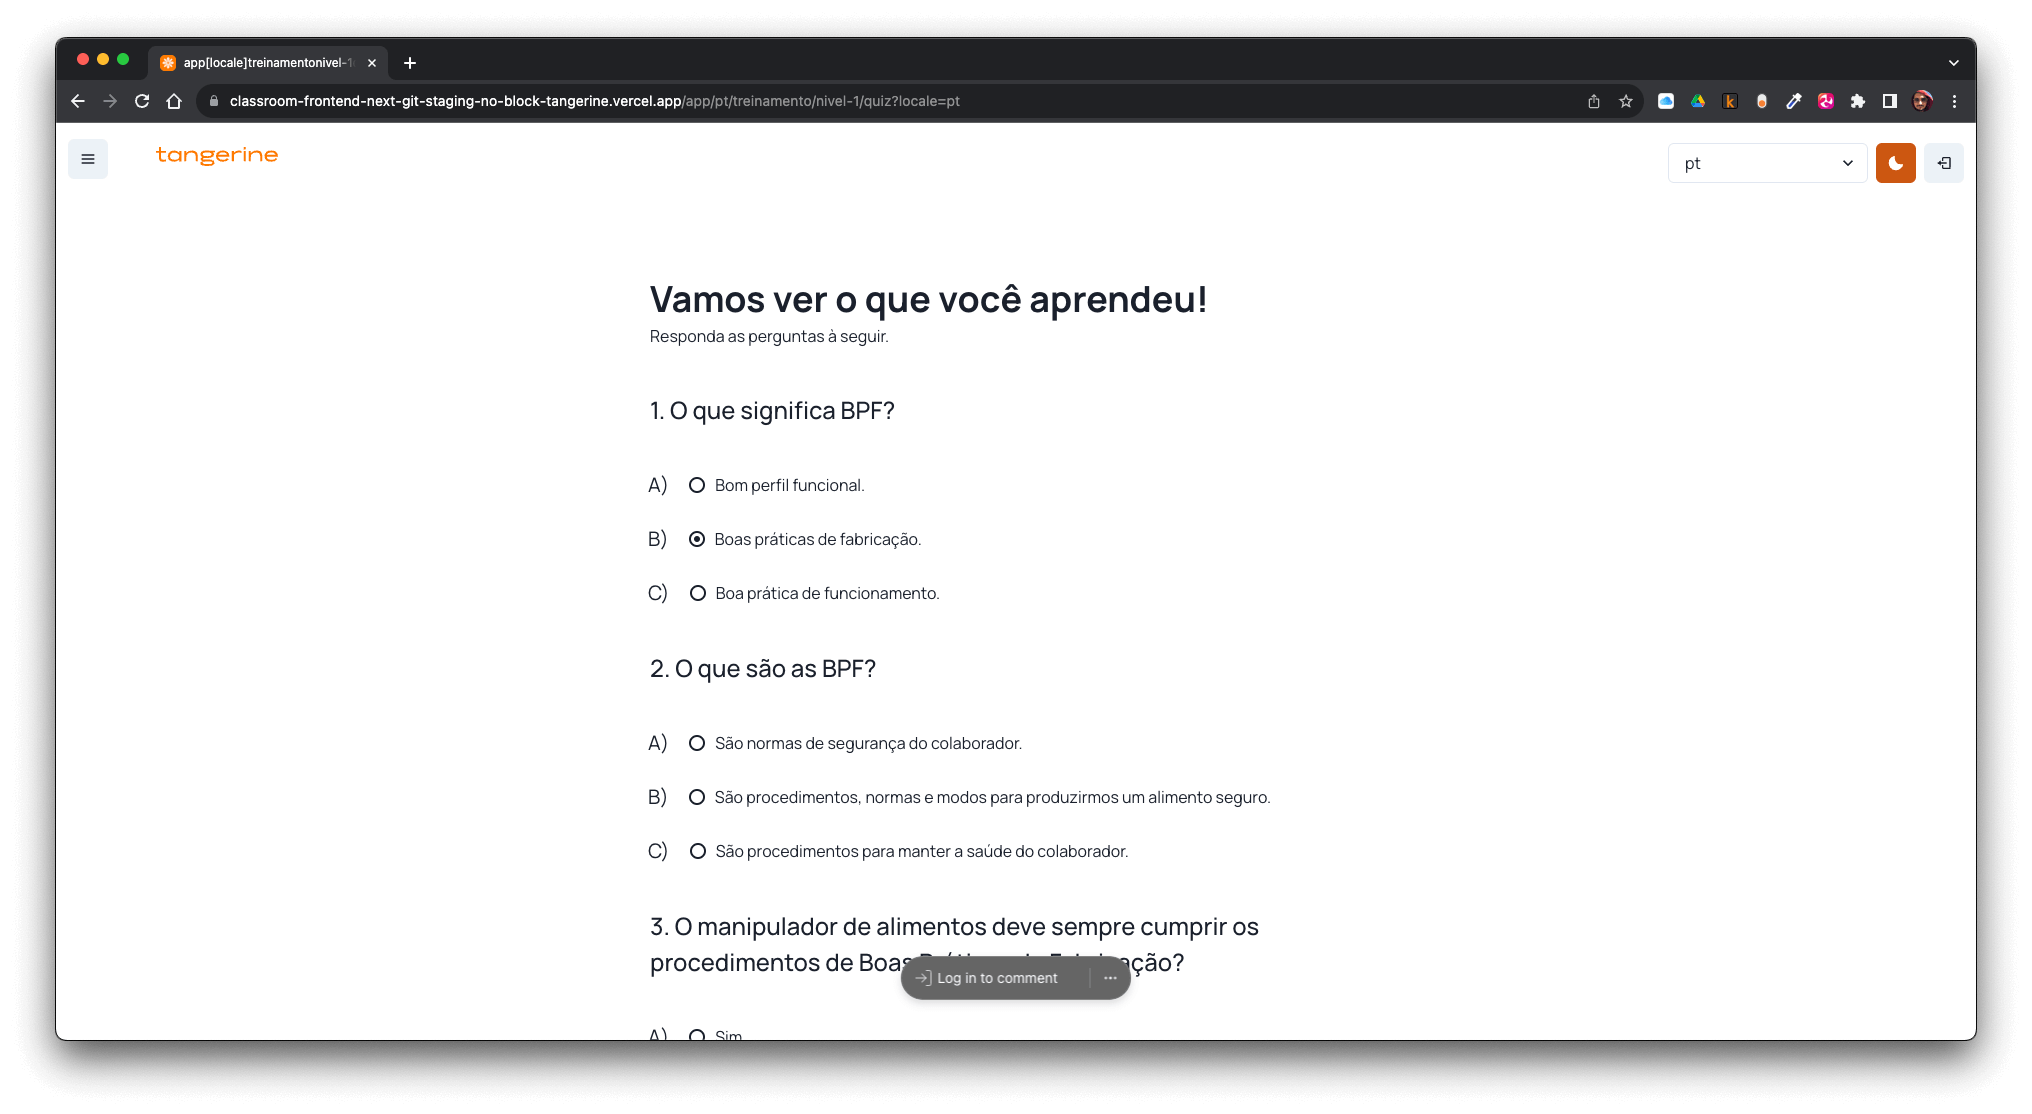 app[locale]treinamentonivel-1
classroom-frontend-next-git-staging-no-block-tangerine.vercel.app/app/pt/treinamento/nivel-1/quiz?locale=pt
tangerine
pt
Vamos ver o que você aprendeu!
Responda as perguntas à seguir.
1. O que significa BPF?
A) Bom perfil funcional.
B) Boas práticas de fabricação.
C) Boa prática de funcionamento.
2. O que são as BPF?
A) São normas de segurança do colaborador.
B) São procedimentos, normas e modos para produzirmos um alimento seguro.
C) São procedimentos para manter a saúde do colaborador.
3. O manipulador de alimentos deve sempre cumprir os
procedimentos de Boas
Log in to comment
A) Sim